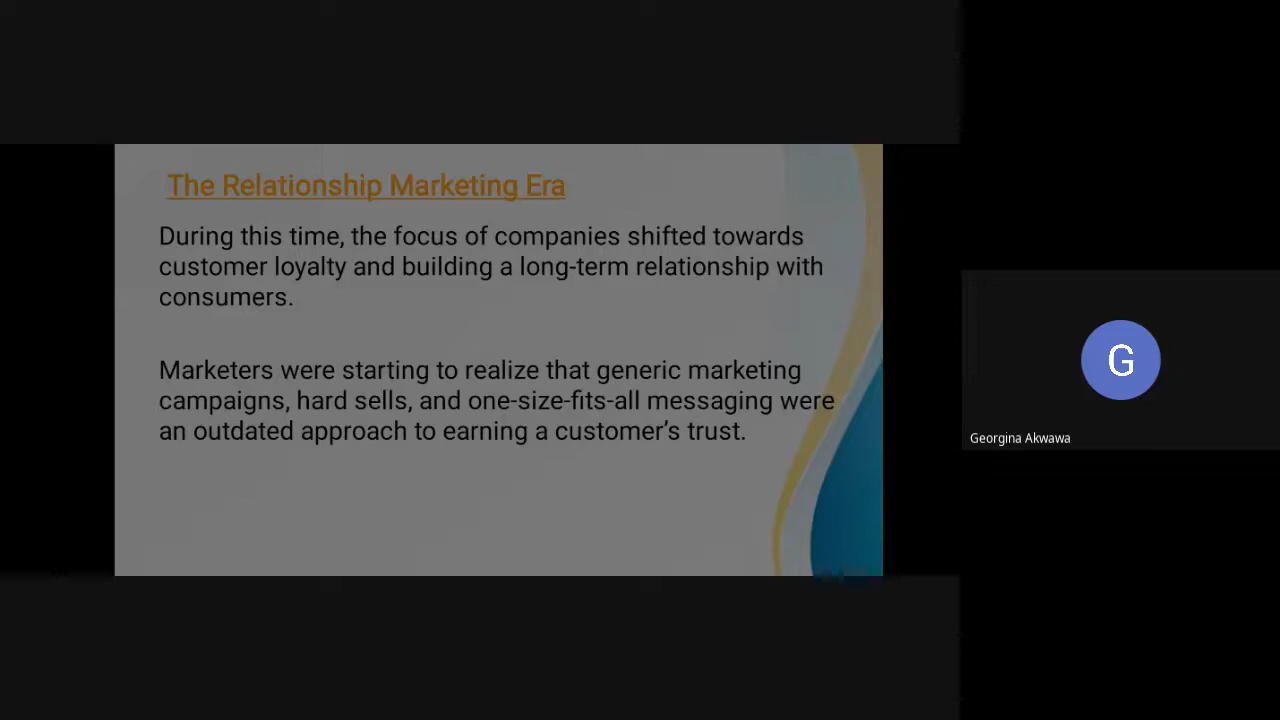 The Relationship Marketing Era
During this time, the focus of companies shifted towards
customer loyalty and building a long-term relationship with
consumers.
Marketers were starting to realize that generic marketing
campaigns, hard sells, and one-size-fits-all messaging were
an outdated approach to earning a customer’s trust.
G
Georgina Akwawa